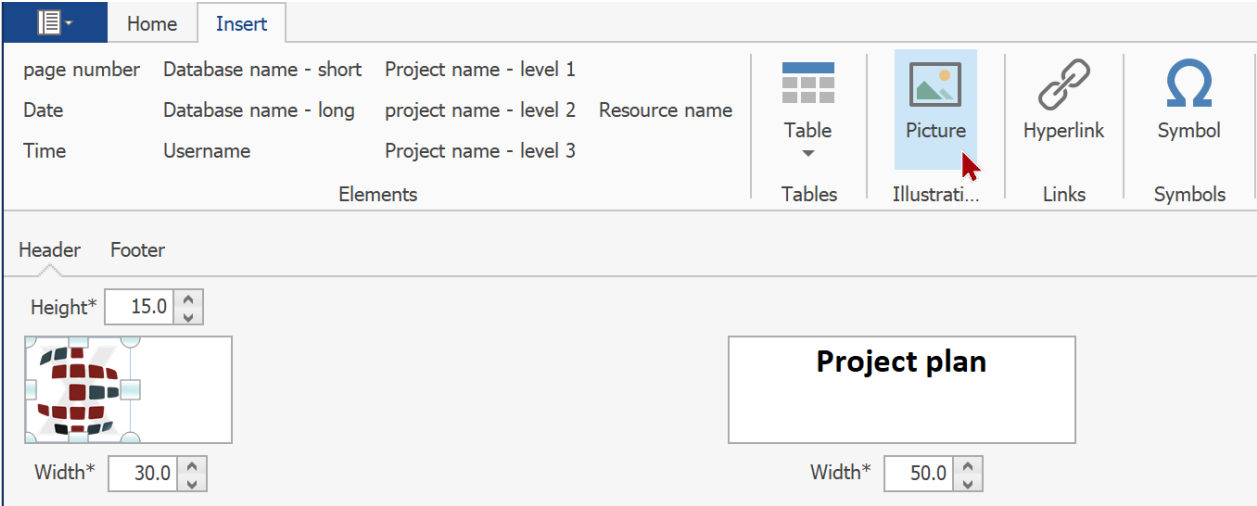 Home Insert
page number Database name - short Project name - level 1
Date Database name - long project name - level 2 Resource name
Time Username Project name - level 3
Table Picture Hyperlink Symbol
Elements Tables Illustrati... Links Symbols
Header Footer
Height* 15.0
Project plan
Width* 30.0 Width* 50.0